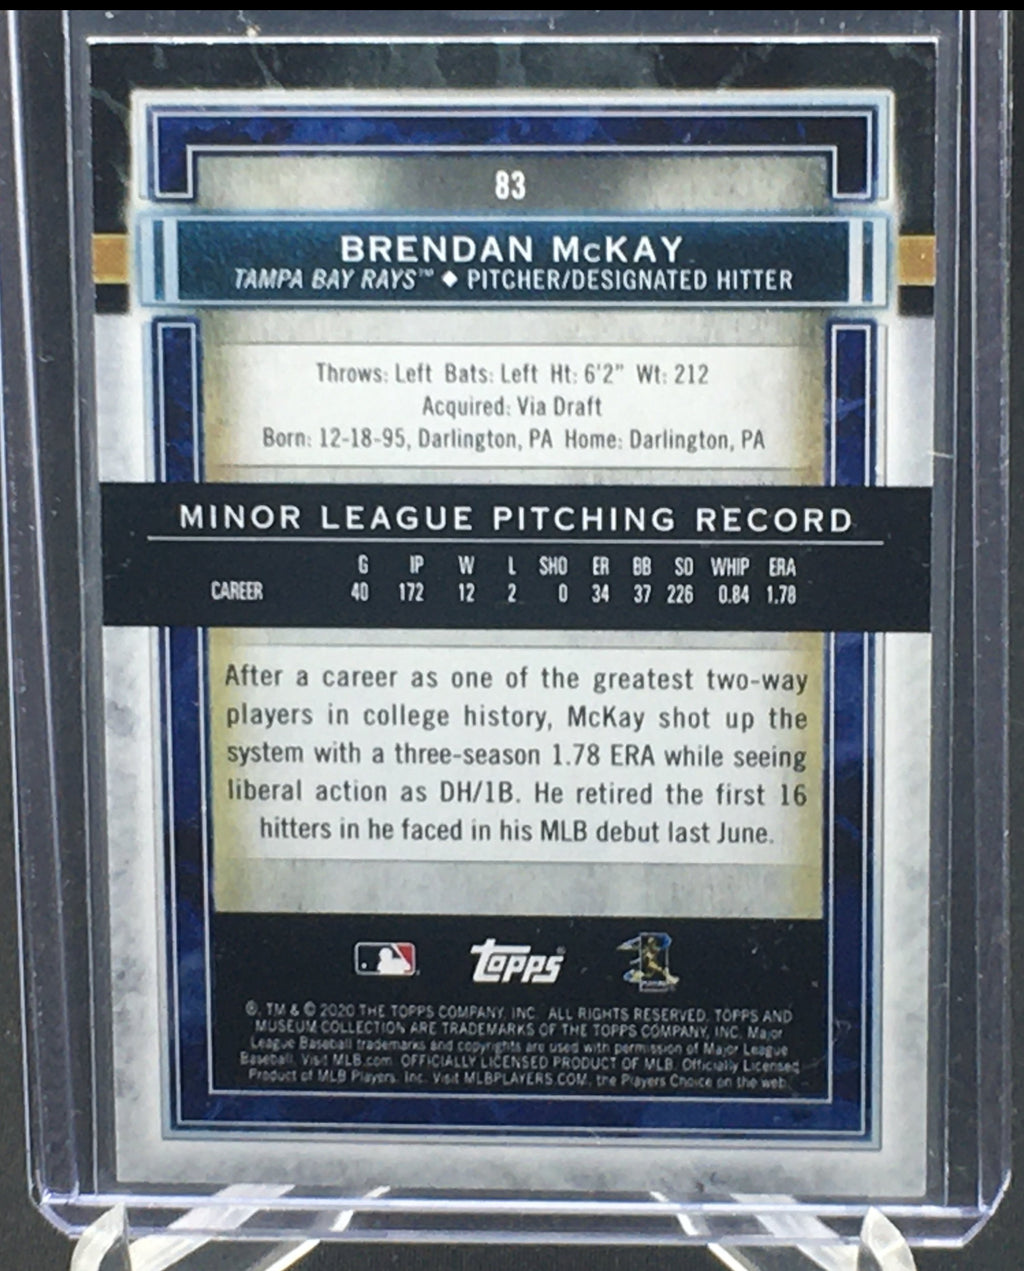 83
BRENDAN McKAY
TAMPA BAY RAYS™ ◆ PITCHER/DESIGNATED HITTER
Throws: Left Bats: Left Ht: 6'2" Wt: 212
Acquired: Via Draft
Born: 12-18-95, Darlington, PA Home: Darlington, PA
MINOR LEAGUE PITCHING RECORD
G IP W L SHO ER BB SO WHIP ERA
CAREER 40 172 12 2 0 34 37 226 0.84 1.78
After a career as one of the greatest two-way
players in college history, McKay shot up the
system with a three-season 1.78 ERA while seeing
liberal action as DH/1B. He retired the first 16
hitters in he faced in his MLB debut last June.
Topps®
®, TM & © 2020 THE TOPPS COMPANY, INC. ALL RIGHTS RESERVED. TOPPS AND
MUSEUM COLLECTION ARE TRADEMARKS OF THE TOPPS COMPANY, INC. Major
League Baseball trademarks and copyrights are used with permission of Major League
Baseball. Visit MLB.com. OFFICIALLY LICENSED PRODUCT OF MLB. Officially Licensed
Product of MLB Players, Inc. Visit MLBPLAYERS.COM, the Players Choice on the web.